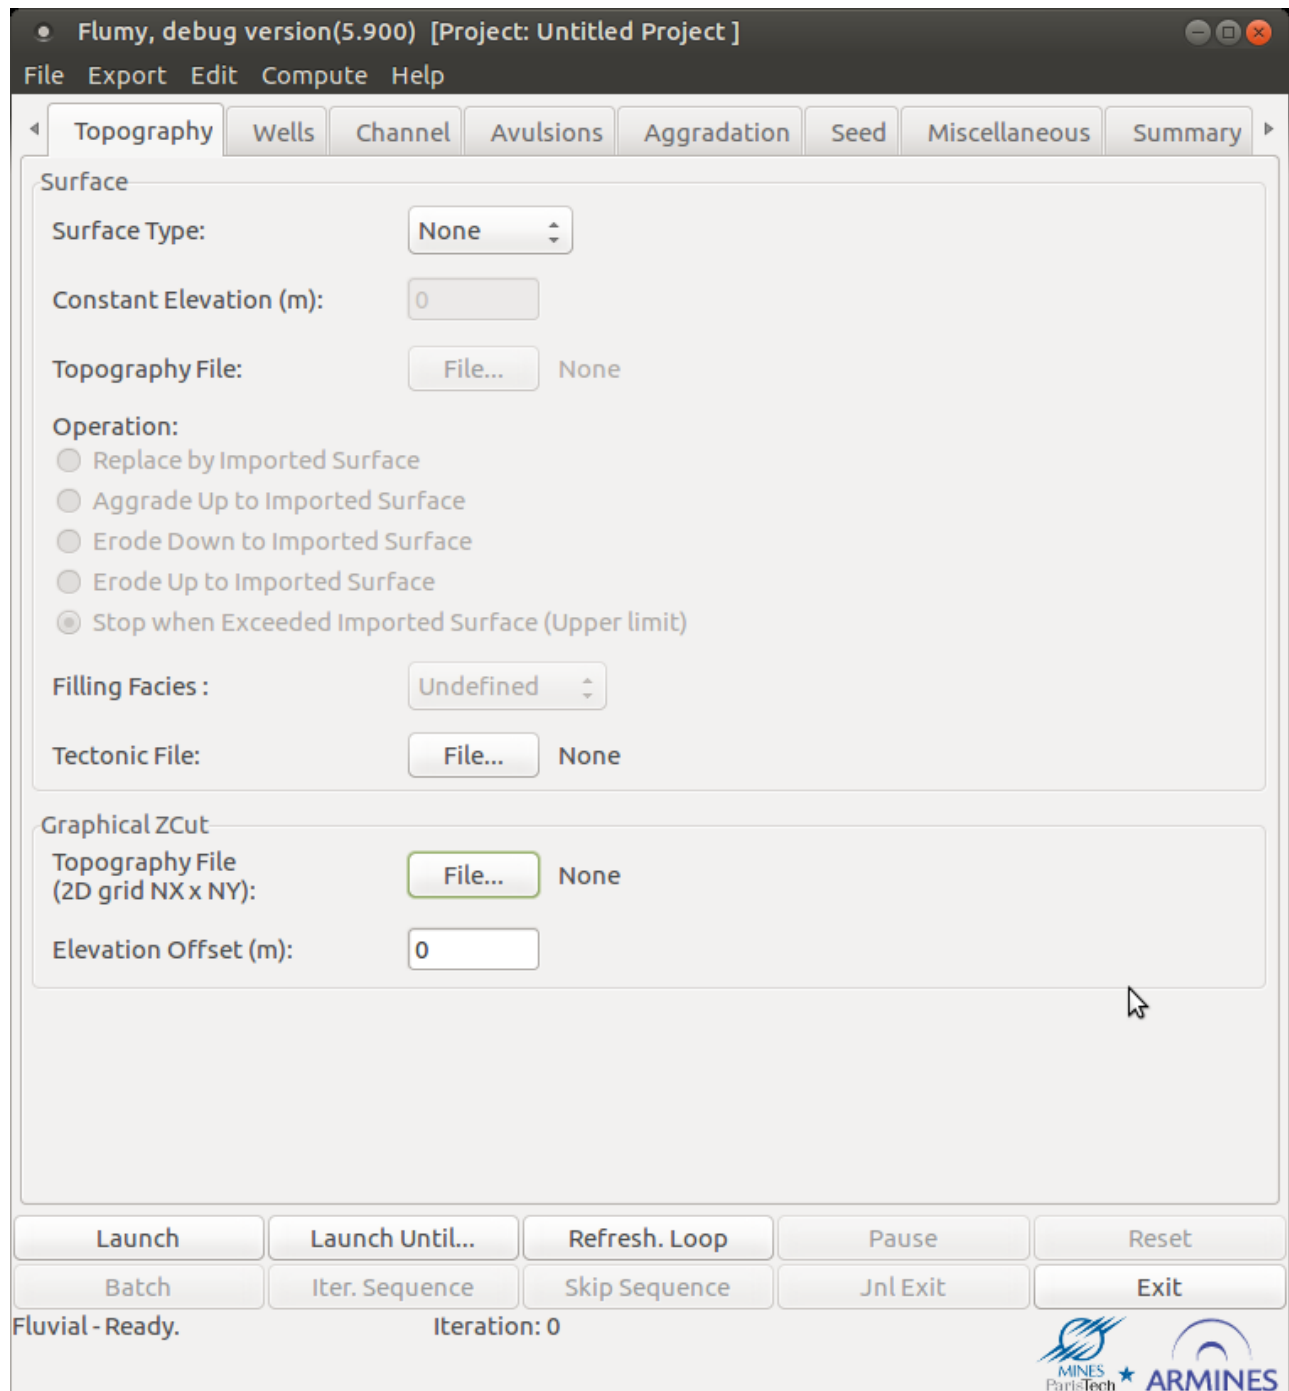 Flumy, debug version(5.900) [Project: Untitled Project ]
File Export Edit Compute Help
Topography Wells Channel Avulsions Aggradation Seed Miscellaneous Summary
Surface
Surface Type: None
Constant Elevation (m): 0
Topography File: File... None
Operation:
Replace by Imported Surface
Aggrade Up to Imported Surface
Erode Down to Imported Surface
Erode Up to Imported Surface
Stop when Exceeded Imported Surface (Upper limit)
Filling Facies : Undefined
Tectonic File: File... None
Graphical ZCut
Topography File
(2D grid NX x NY): File... None
Elevation Offset (m): 0
Launch Launch Until... Refresh. Loop Pause Reset
Batch Iter. Sequence Skip Sequence Jnl Exit Exit
Fluvial - Ready. Iteration: 0
MINES
ParisTech ARMINES